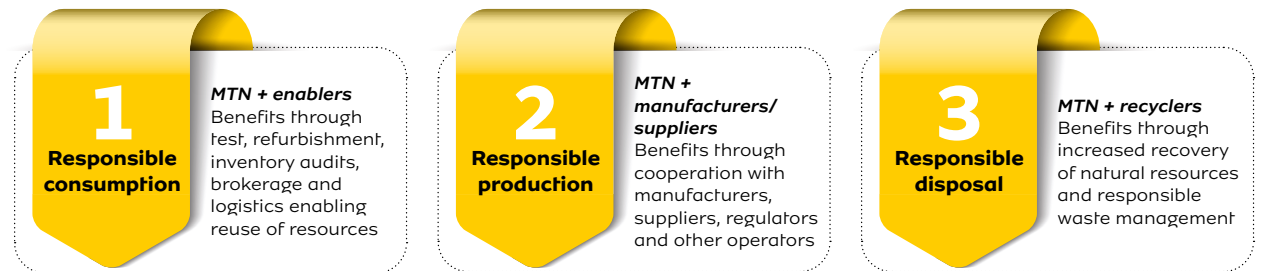 1
Responsible
consumption
MTN + enablers
Benefits through
test, refurbishment,
inventory audits,
brokerage and
logistics enabling
reuse of resources
2
Responsible
production
MTN +
manufacturers/
suppliers
Benefits through
cooperation with
manufacturers,
suppliers, regulators
and other operators
3
Responsible
disposal
MTN + recyclers
Benefits through
increased recovery
of natural resources
and responsible
waste management